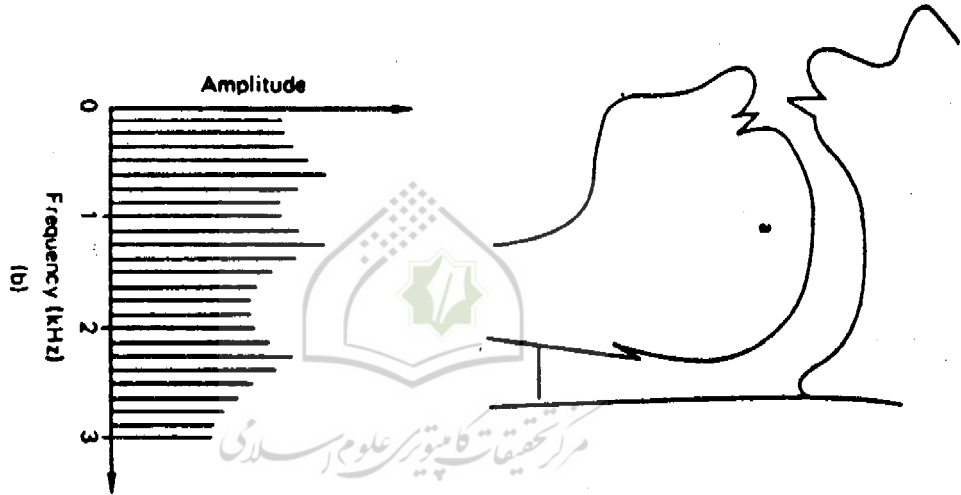 Amplitude
0
1
2
3
Frequency (kHz)
(b)
a
مرکز تحقیقات کامپیوتری علوم اسلامی